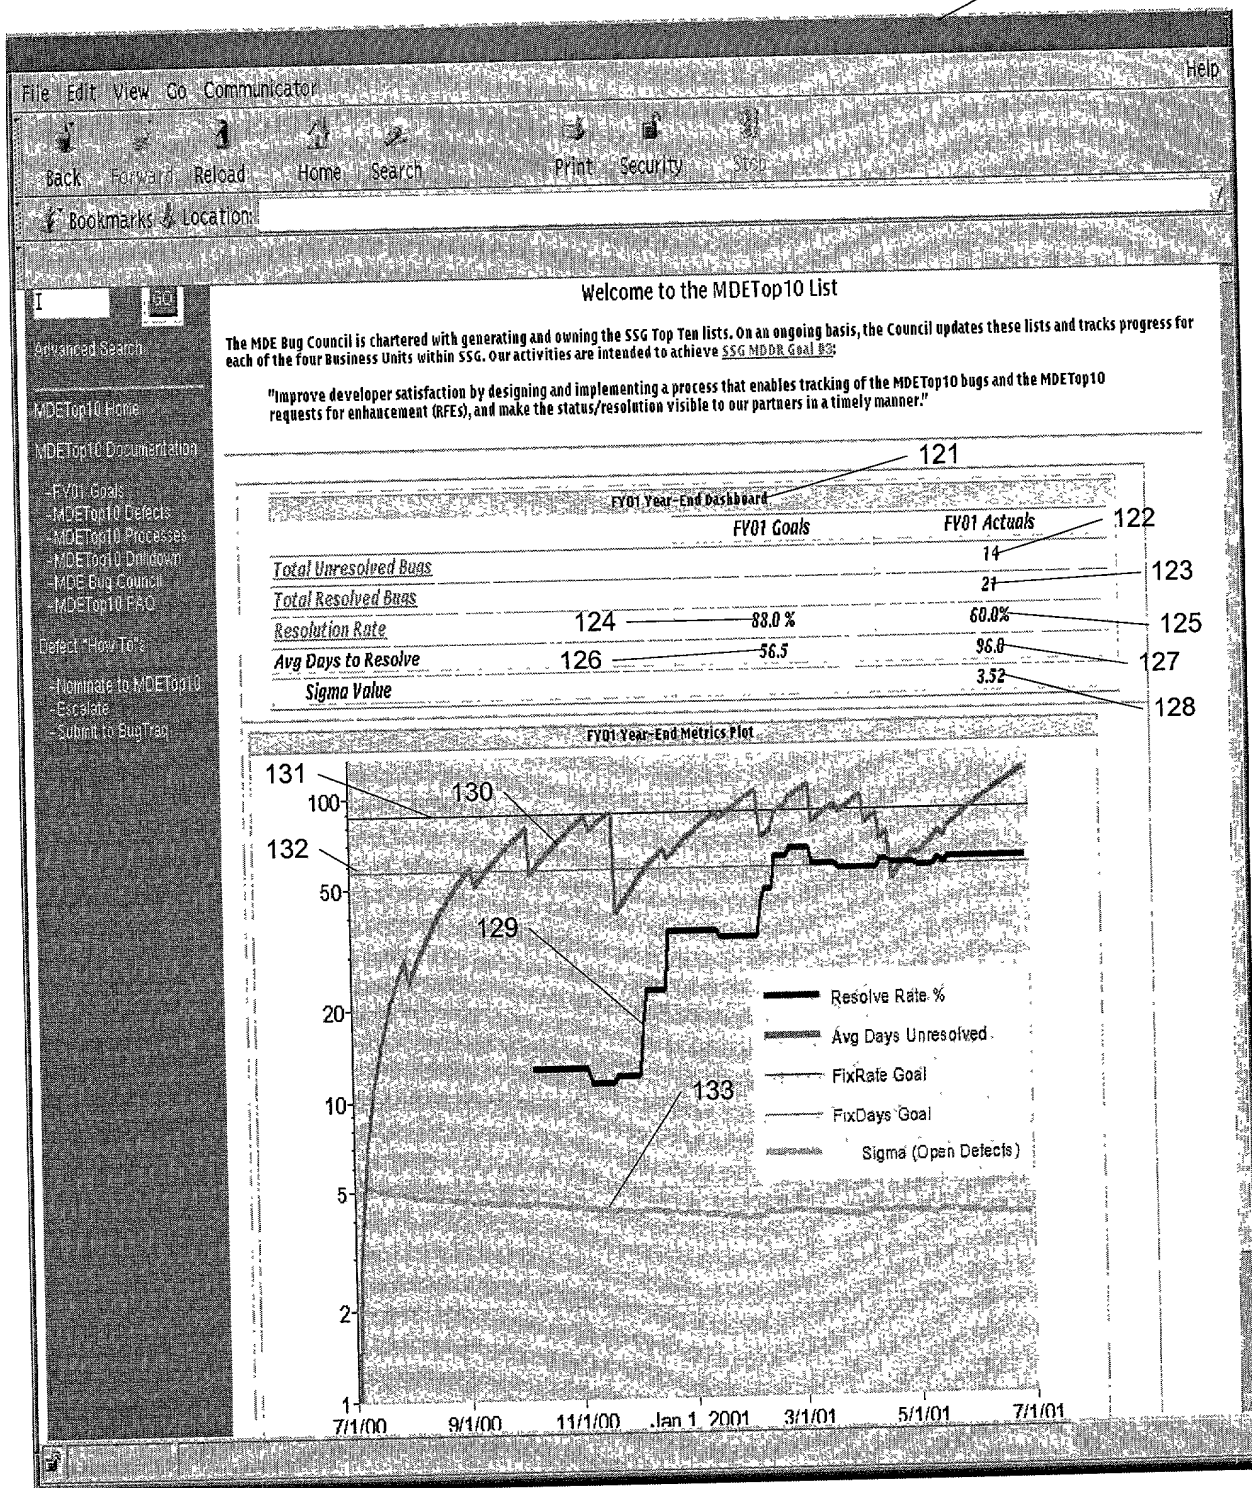 Help
File Edit View Go Communicator
Back Forward Reload Home Search Print Security Stop
Bookmarks Location:
GO!
Advanced Search
MDETop10 Home
MDETop10 Documentation
-FY01 Goals
-MDETop10 Defects
-MDETop10 Processes
-MDETop10 Drilldown
-MDE Bug Council
-MDETop10 FAQ
Defect "How To"s
-Nominate to MDETop10
-Escalate
-Submit to BugTraq
Welcome to the MDETop10 List
The MDE Bug Council is chartered with generating and owning the SSG Top Ten lists. On an ongoing basis, the Council updates these lists and tracks progress for
each of the four Business Units within SSG. Our activities are intended to achieve SSG MDDR Goal #3:
"Improve developer satisfaction by designing and implementing a process that enables tracking of the MDETop10 bugs and the MDETop10
requests for enhancement (RFEs), and make the status/resolution visible to our partners in a timely manner."
121
FY01 Year-End Dashboard
FY01 Goals FY01 Actuals 122
Total Unresolved Bugs 14
Total Resolved Bugs 21 123
Resolution Rate 124 88.0 % 60.0% 125
Avg Days to Resolve 126 56.5 96.0 127
Sigma Value 3.52 128
FY01 Year-End Metrics Plot
131
130
100
132
50
129
Resolve Rate %
20
Avg Days Unresolved
FixRate Goal
133
10
FixDays Goal
Sigma (Open Defects)
5
2
1
7/1/00 9/1/00 11/1/00 Jan 1, 2001 3/1/01 5/1/01 7/1/01